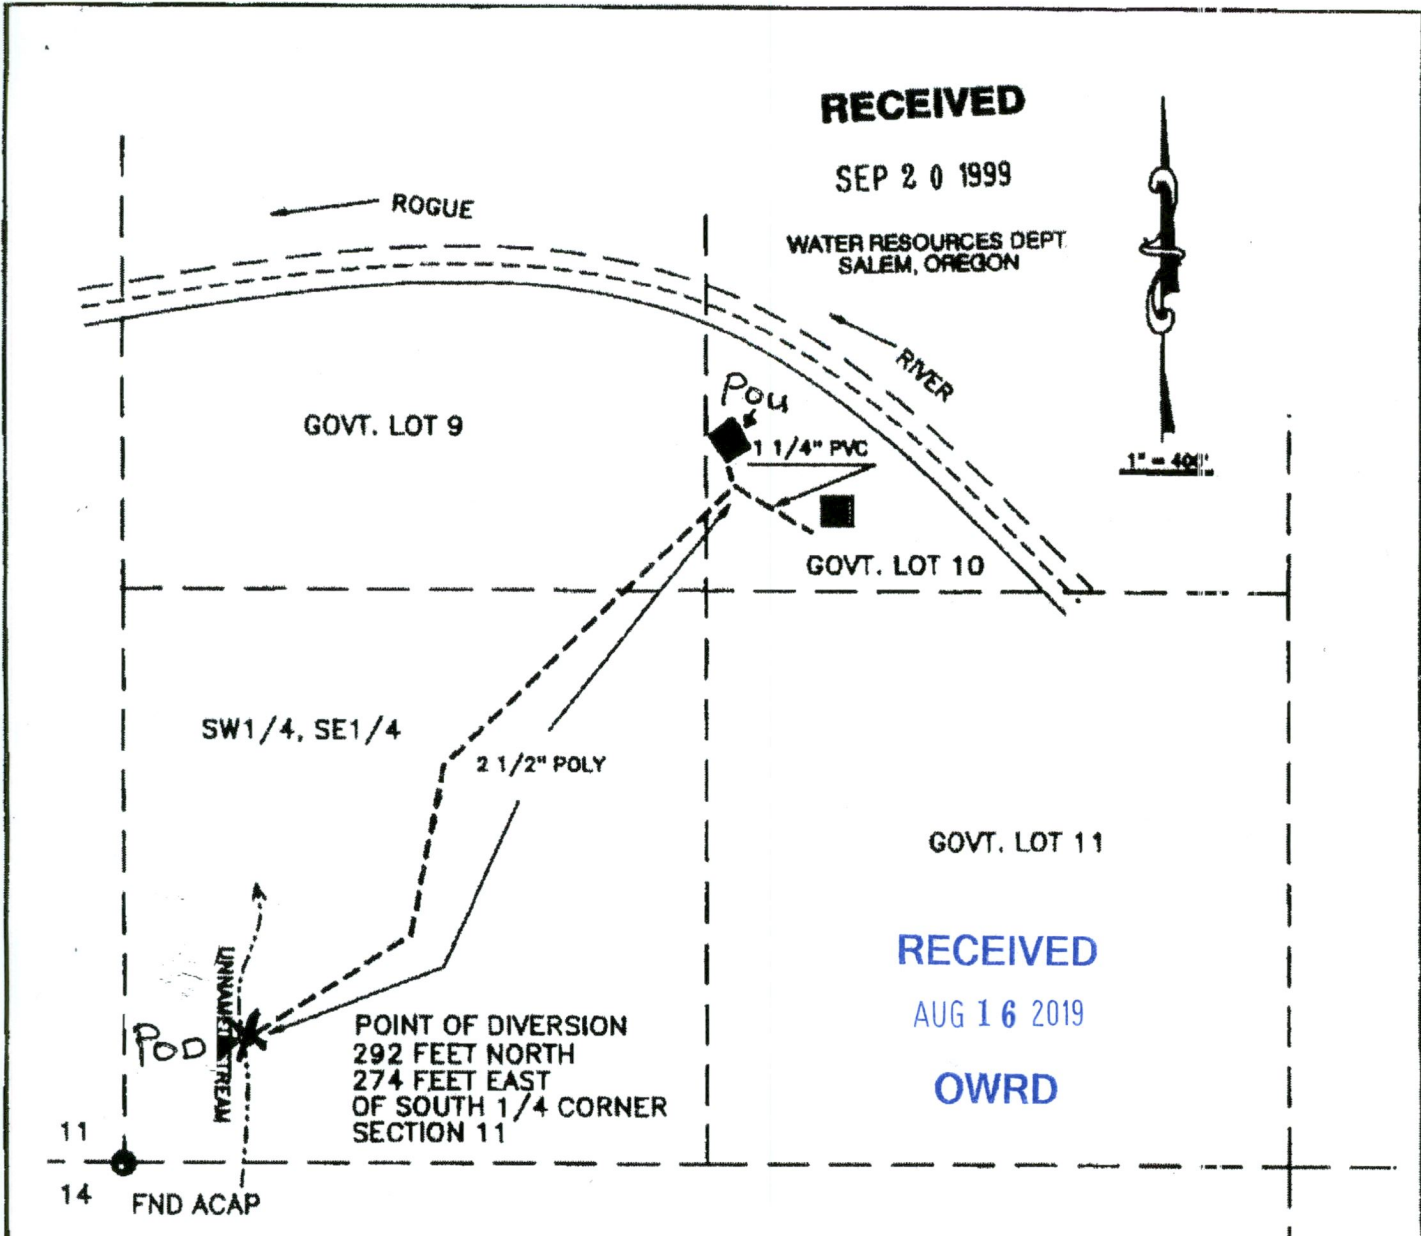 RECEIVED
SEP 20 1999
WATER RESOURCES DEPT
SALEM, OREGON
ROGUE
RIVER
POU
GOVT. LOT 9
1 1/4" PVC
1" = 400'
GOVT. LOT 10
SW1/4, SE1/4
2 1/2" POLY
GOVT. LOT 11
RECEIVED
AUG 16 2019
OWRD
UNNAMED STREAM
POD
POINT OF DIVERSION
292 FEET NORTH
274 FEET EAST
OF SOUTH 1/4 CORNER
SECTION 11
11
14
FND ACAP